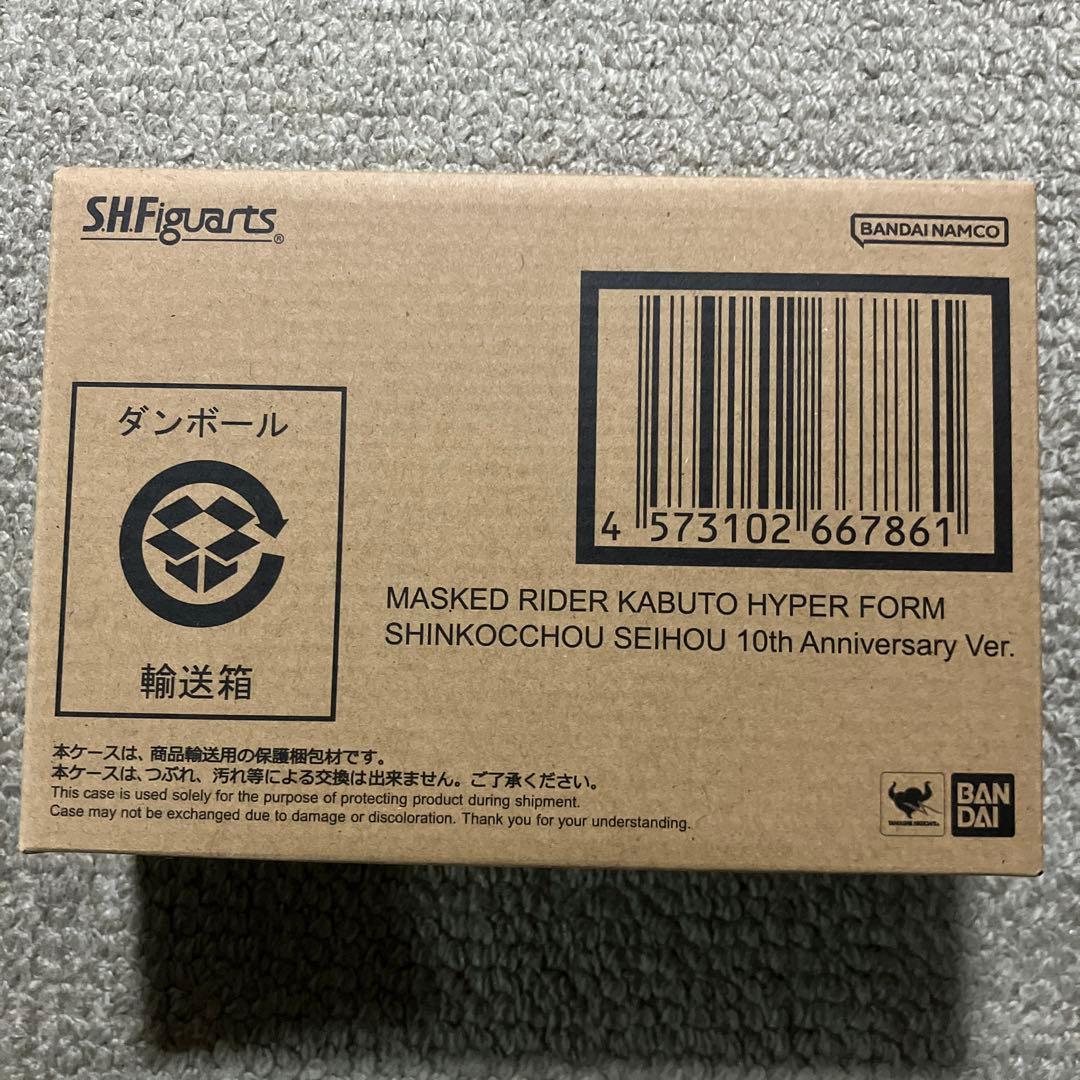 S.H.Figuarts®
BANDAI NAMCO
4 573102 667861
ダンボール
輸送箱
MASKED RIDER KABUTO HYPER FORM
SHINKOCCHOU SEIHOU 10th Anniversary Ver.
本ケースは、商品輸送用の保護梱包材です。
本ケースは、つぶれ、汚れ等による交換は出来ません。ご了承ください。
This case is used solely for the purpose of protecting product during shipment.
Case may not be exchanged due to damage or discoloration. Thank you for your understanding.
BAN
DAI